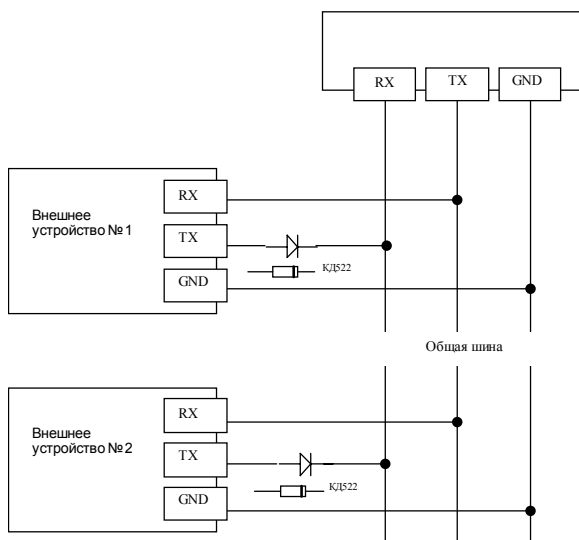 RX TX GND
RX
Внешнее
устройство №1
TX
КД522
GND
Общая шина
RX
Внешнее
устройство №2
TX
КД522
GND